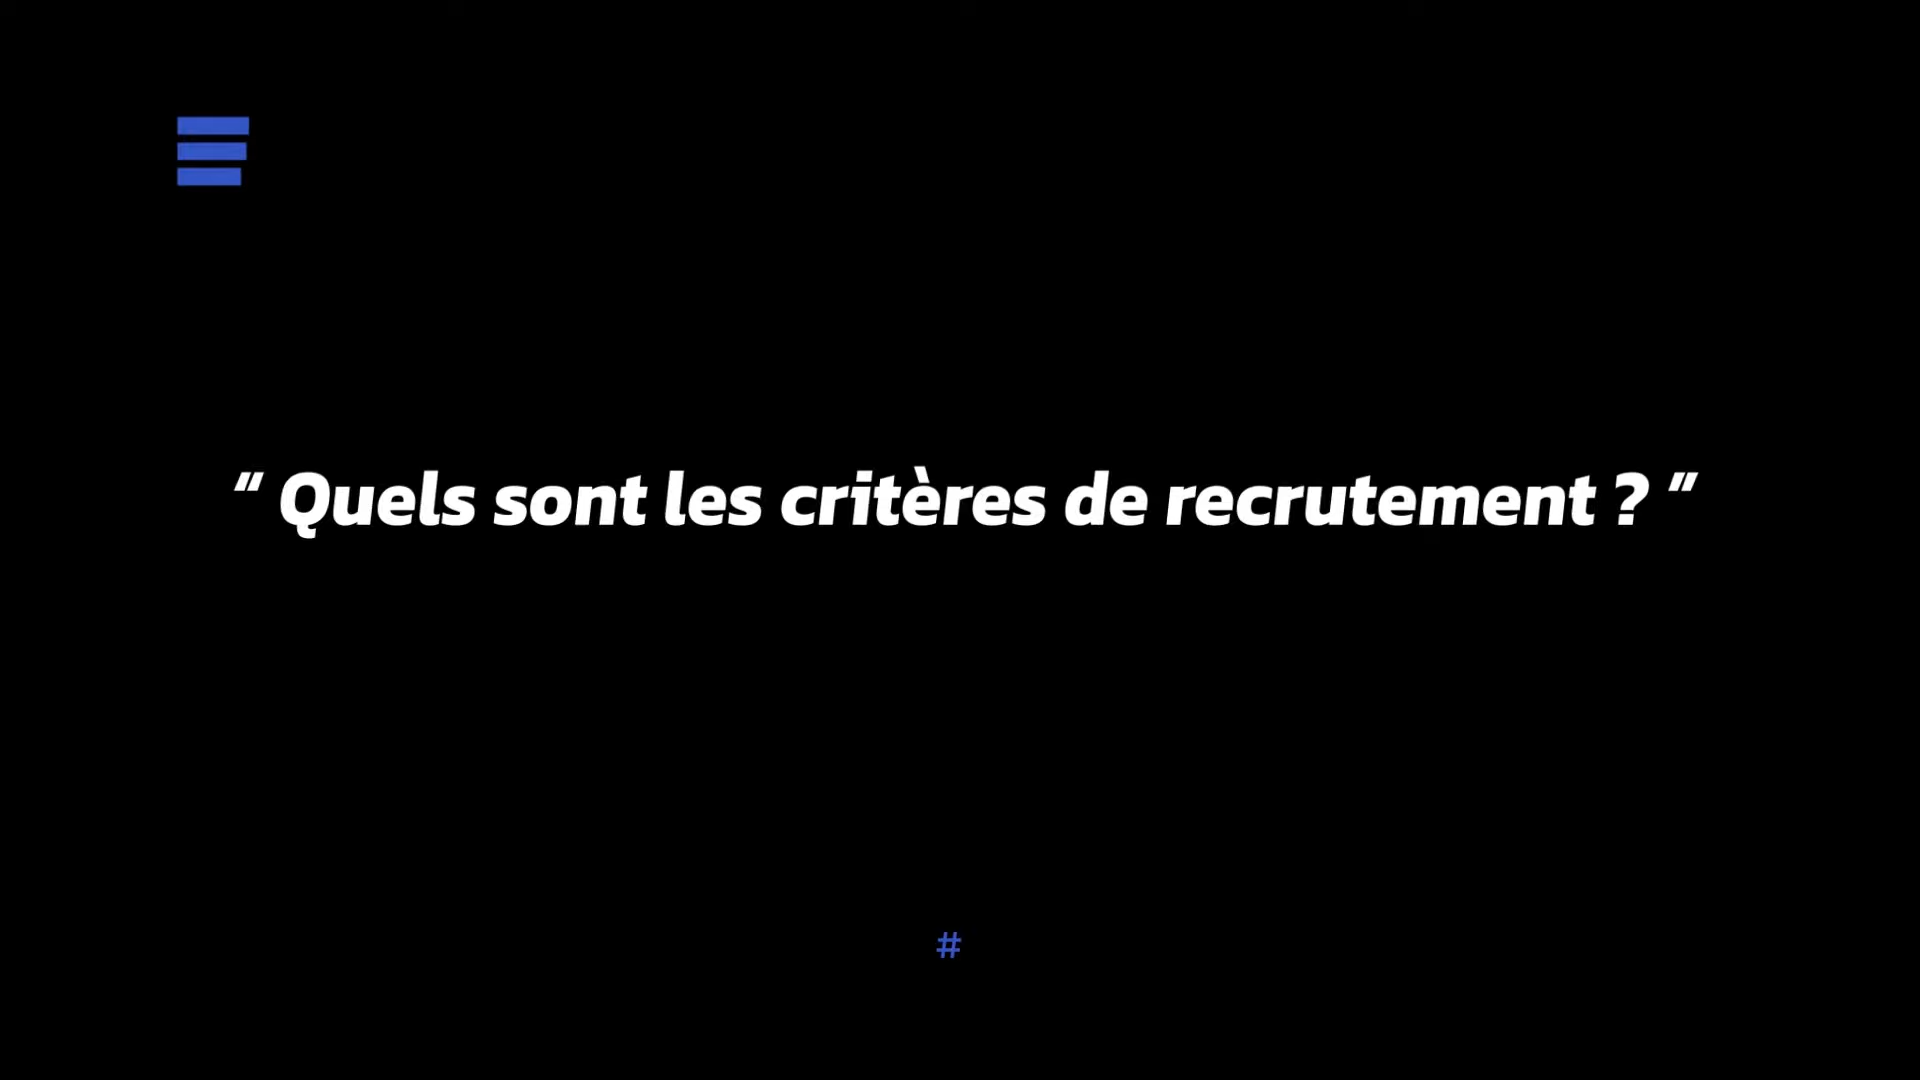 " Quels sont les critères de recrutement ? "
#